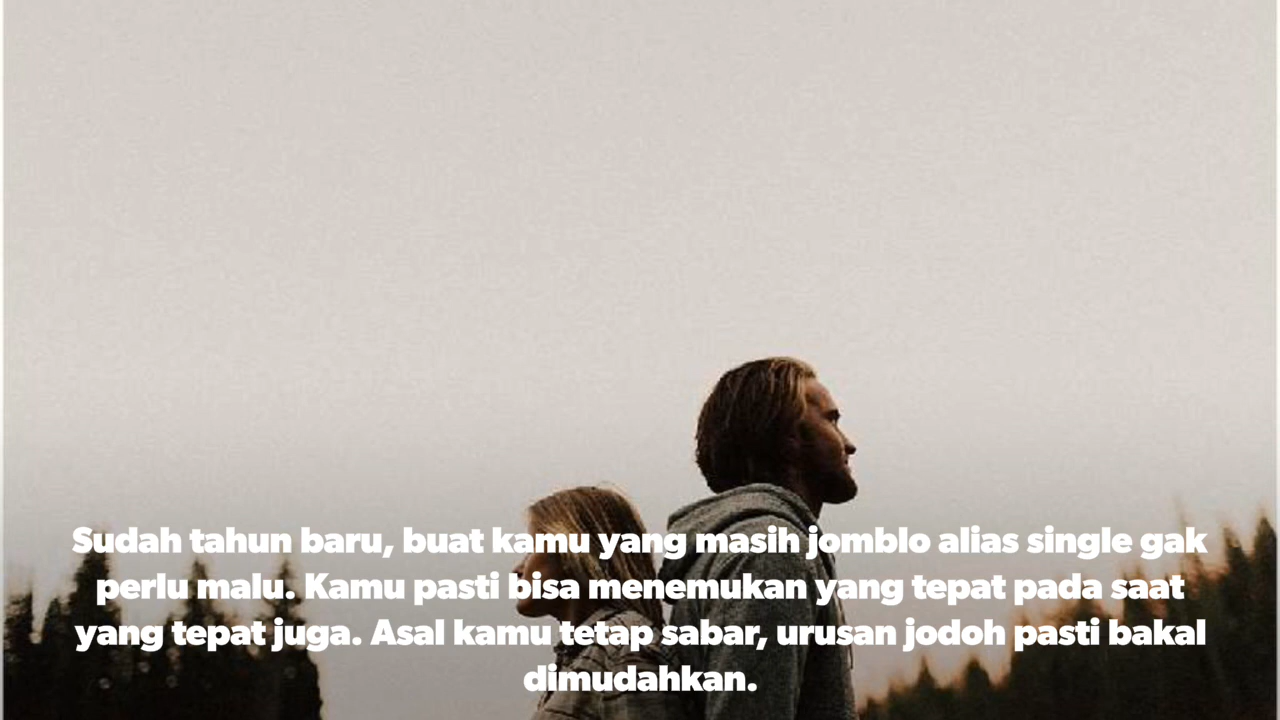 Sudah tahun baru, buat kamu yang masih jomblo alias single gak
perlu malu. Kamu pasti bisa menemukan yang tepat pada saat
yang tepat juga. Asal kamu tetap sabar, urusan jodoh pasti bakal
dimudahkan.